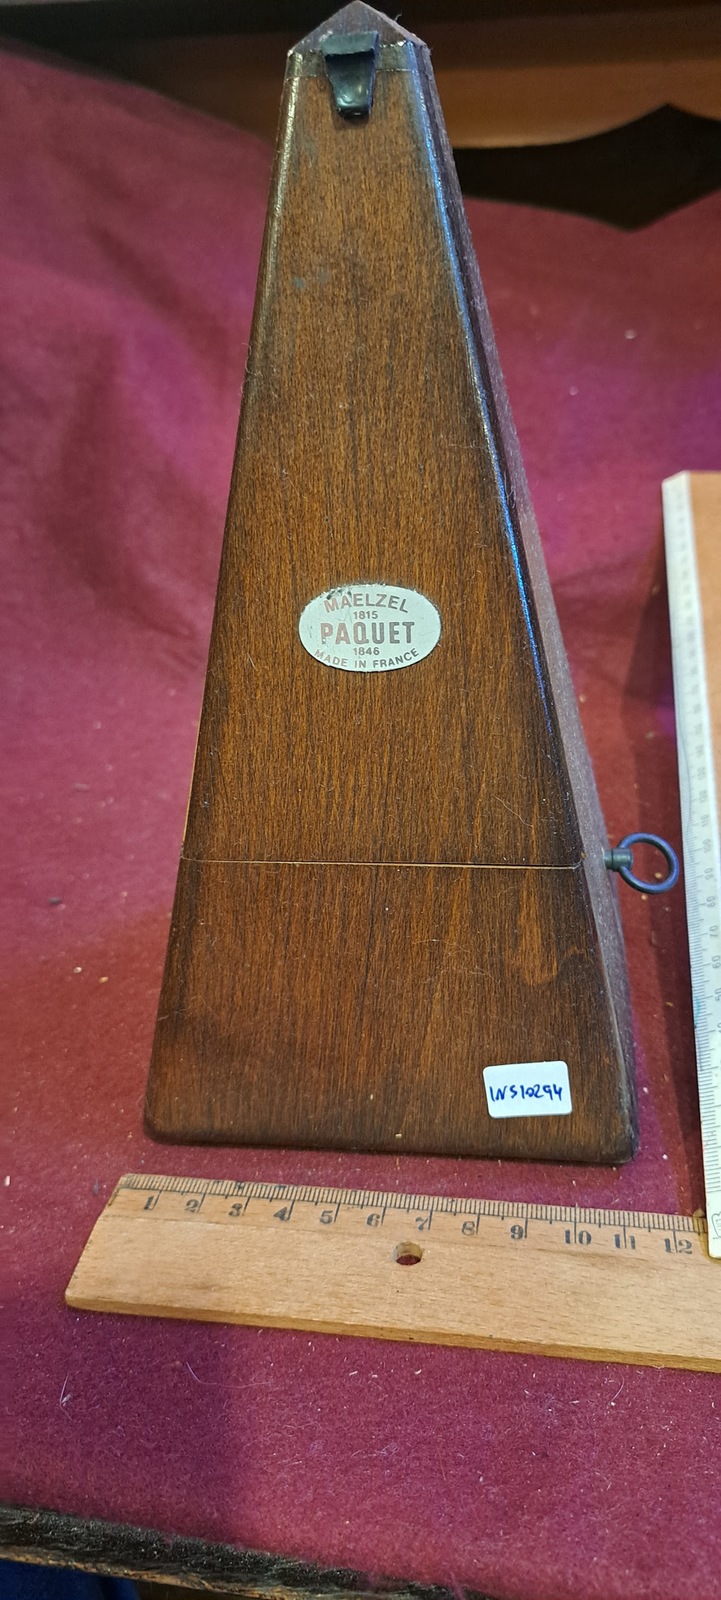 MAELZEL
1815
PAQUET
1846
MADE IN FRANCE
INS10294
1 2 3 4 5 6 7 8 9 10 11 12